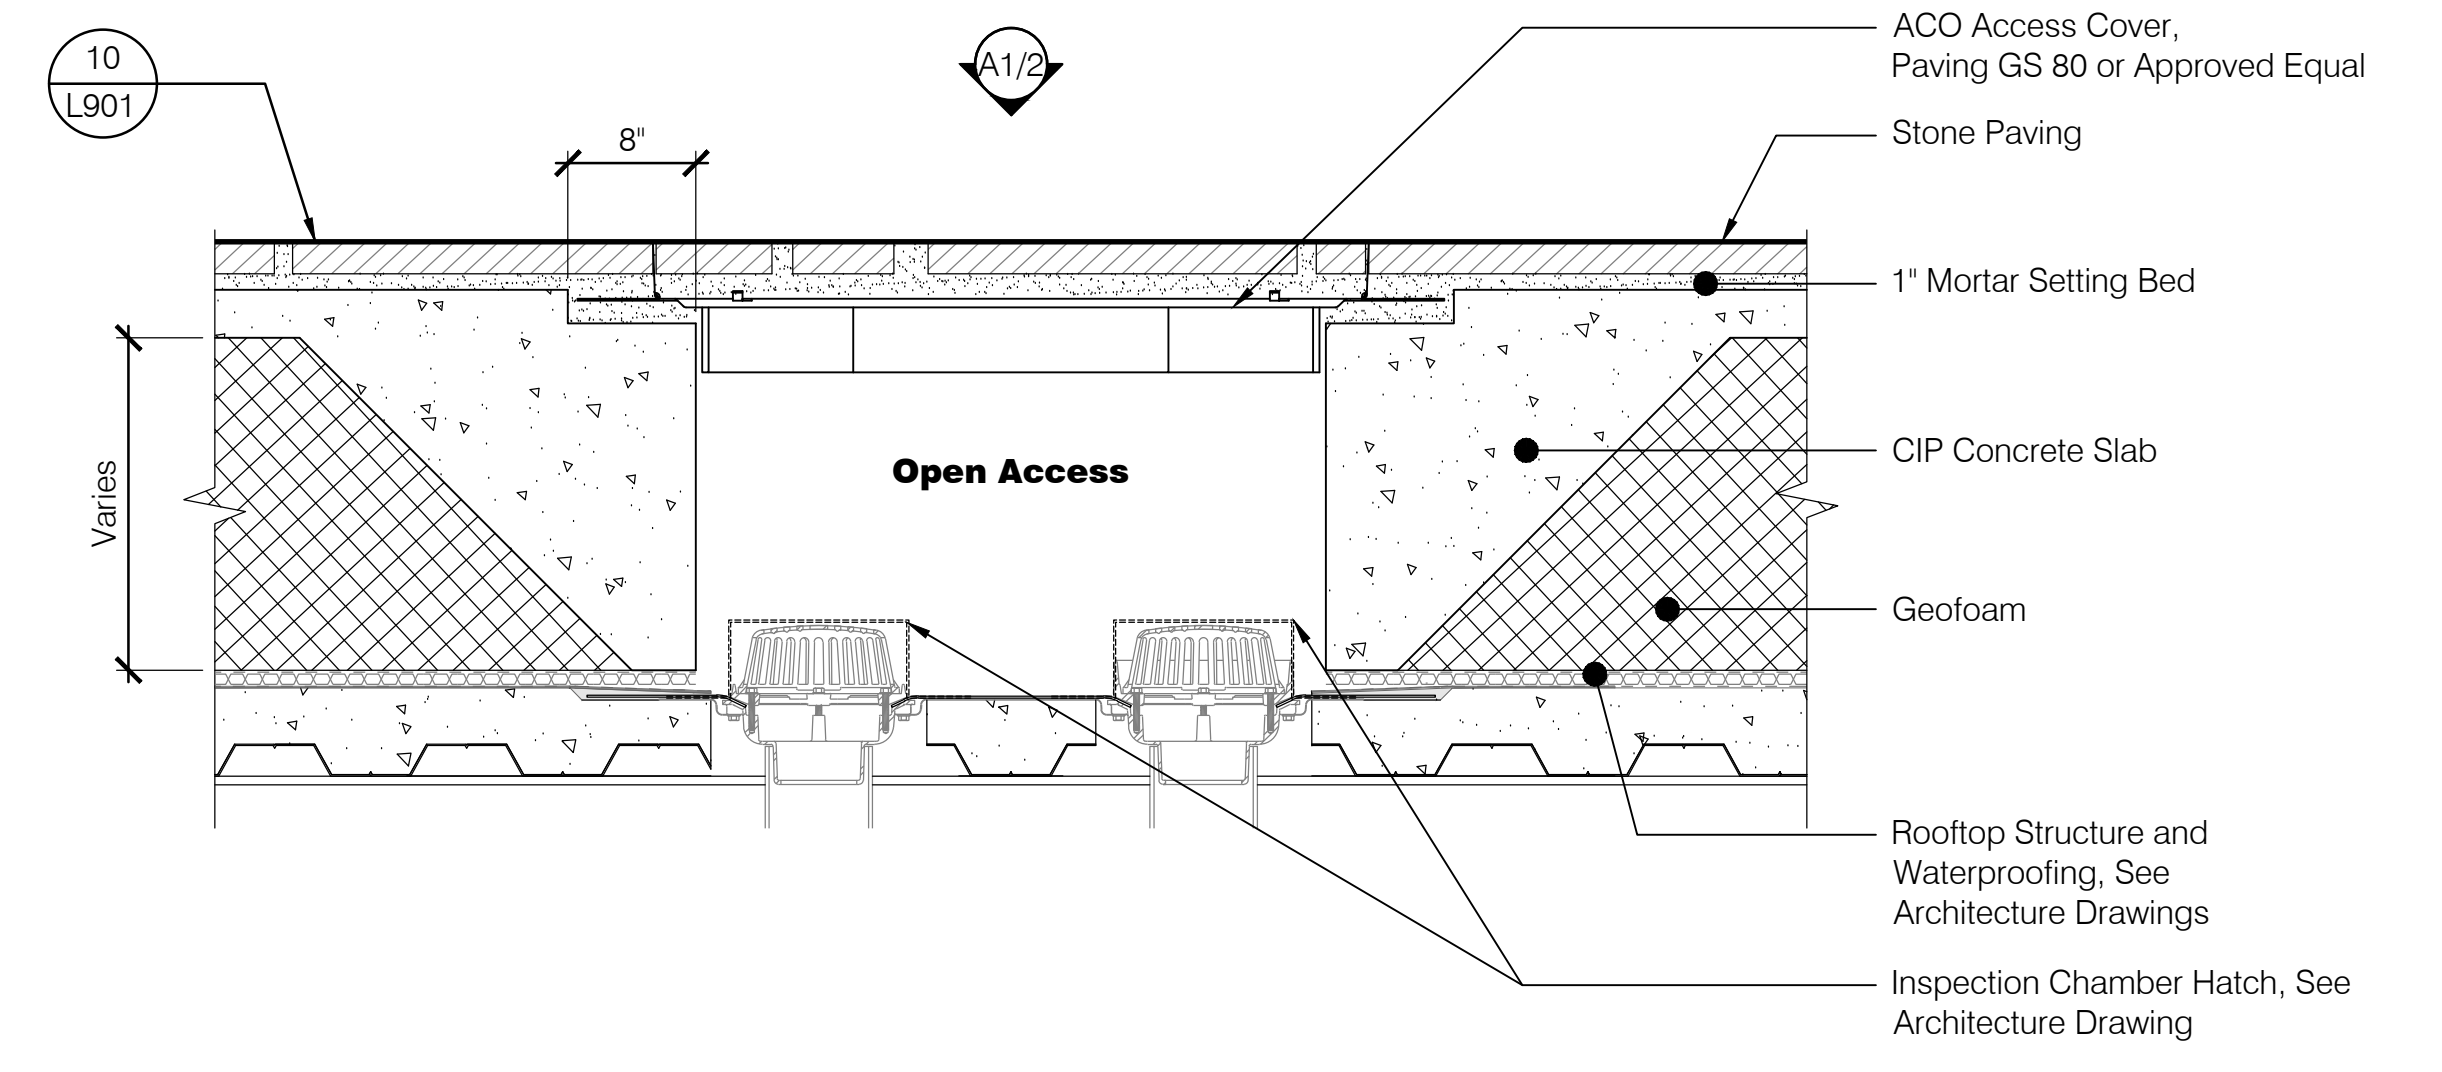 10
L901
A1/2
8"
Varies
Open Access
ACO Access Cover,
Paving GS 80 or Approved Equal
Stone Paving
1" Mortar Setting Bed
CIP Concrete Slab
Geofoam
Rooftop Structure and
Waterproofing, See
Architecture Drawings
Inspection Chamber Hatch, See
Architecture Drawing